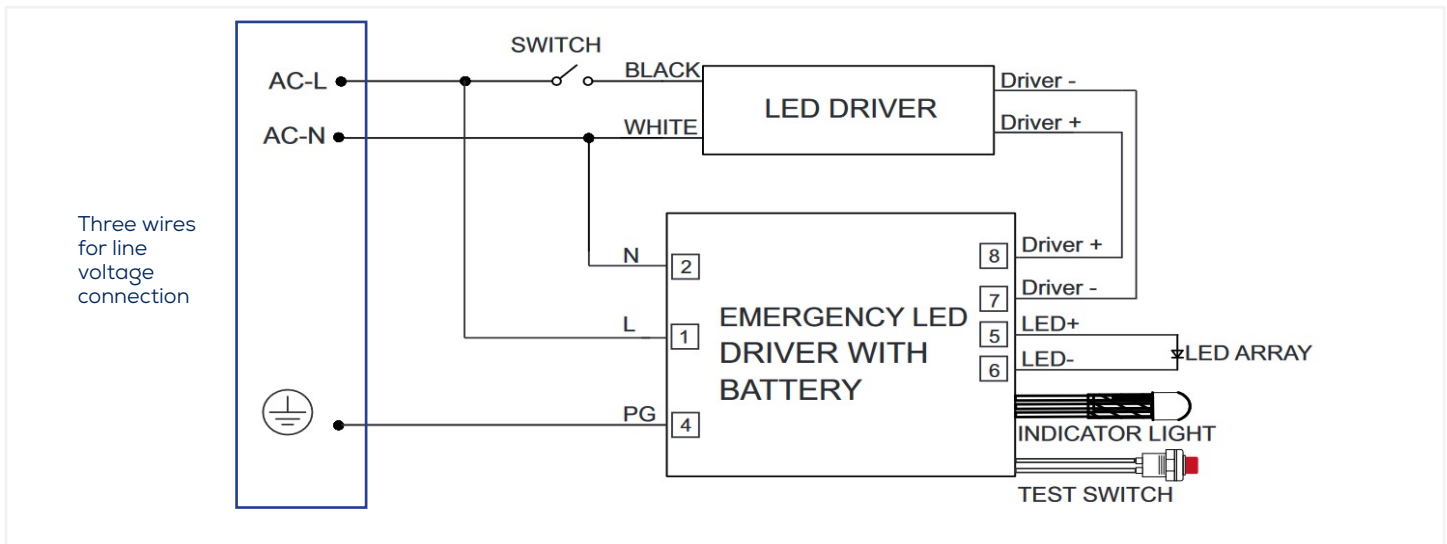 SWITCH
AC-L
BLACK
LED DRIVER
Driver -
AC-N
WHITE
Driver +
Three wires
for line
voltage
connection
N
2
L
1
PG
4
EMERGENCY LED
DRIVER WITH
BATTERY
8
Driver +
7
Driver -
5
LED+
6
LED-
LED ARRAY
INDICATOR LIGHT
TEST SWITCH